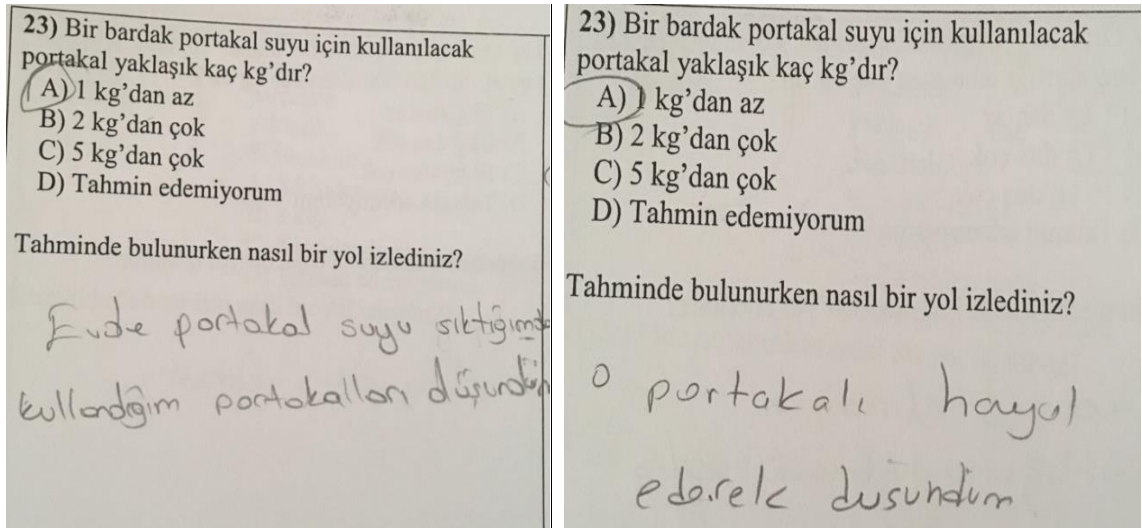 23) Bir bardak portakal suyu için kullanılacak
portakal yaklaşık kaç kg’dır?
A) 1 kg’dan az
B) 2 kg’dan çok
C) 5 kg’dan çok
D) Tahmin edemiyorum
Tahminde bulunurken nasıl bir yol izlediniz?
Evde portakal suyu sıktığımda
kullandığım portakalları düşündüm
23) Bir bardak portakal suyu için kullanılacak
portakal yaklaşık kaç kg’dır?
A) 1 kg’dan az
B) 2 kg’dan çok
C) 5 kg’dan çok
D) Tahmin edemiyorum
Tahminde bulunurken nasıl bir yol izlediniz?
o portakalı hayal
ederek dusundum